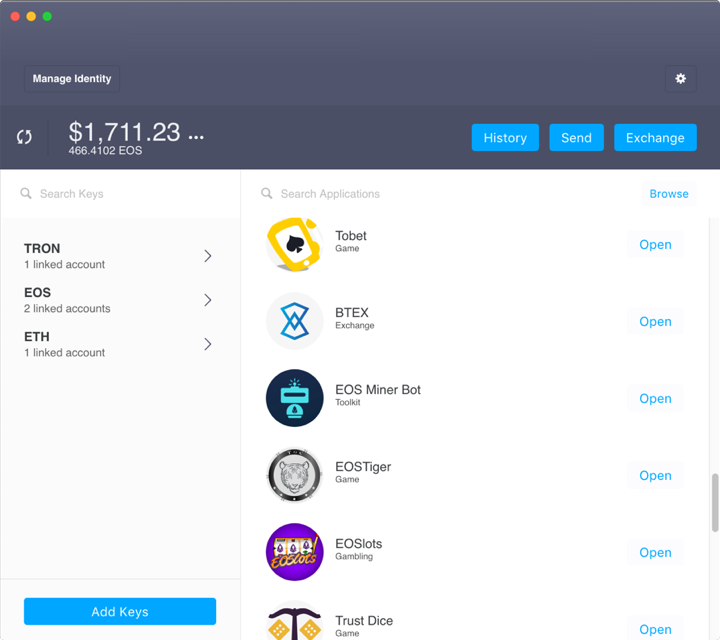 Manage Identity
$1,711.23 ...
466.4102 EOS
History
Send
Exchange
Search Keys
Search Applications
Browse
TRON
1 linked account
EOS
2 linked accounts
ETH
1 linked account
Add Keys
Tobet
Game
Open
BTEX
Exchange
Open
EOS Miner Bot
Toolkit
Open
EOSTiger
Game
Open
EOSlots
EOSlots
Gambling
Open
Trust Dice
Game
Open